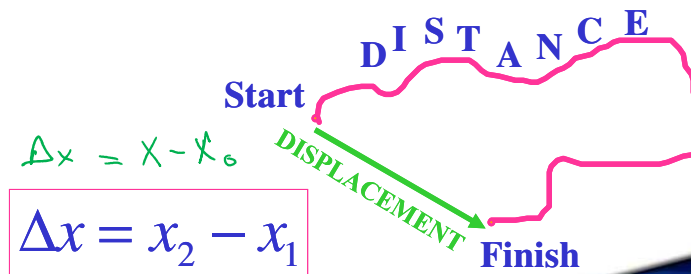 DISTANCE
Start
DISPLACEMENT
Δx = x - x₀
Δx = x₂ − x₁
Finish